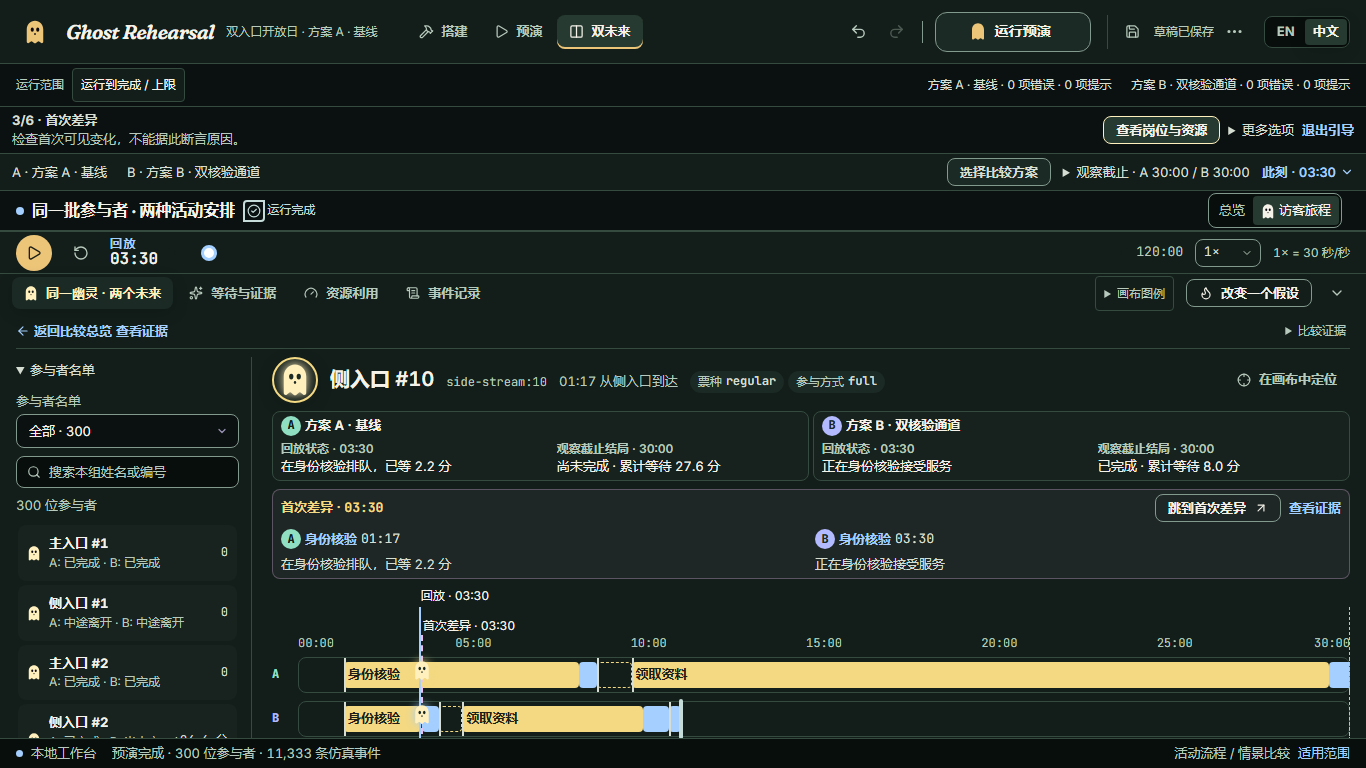 Ghost Rehearsal 双入口开放日 · 方案 A · 基线 搭建 预演 双未来 运行预演 草稿已保存 ··· EN 中文
运行范围 运行到完成 / 上限 方案 A · 基线 · 0 项错误 · 0 项提示 方案 B · 双核验通道 · 0 项错误 · 0 项提示
3/6 · 首次差异
检查首次可见变化，不能据此断言原因。
查看岗位与资源 更多选项 退出引导
A · 方案 A · 基线 B · 方案 B · 双核验通道 选择比较方案 观察截止 · A 30:00 / B 30:00 此刻 · 03:30
同一批参与者 · 两种活动安排 运行完成 总览 访客旅程
回放
03:30
120:00 1× 1× = 30 秒/秒
同一幽灵 · 两个未来 等待与证据 资源利用 事件记录 画布图例 改变一个假设
返回比较总览 查看证据 比较证据
参与者名单
参与者名单
全部 · 300
搜索本组姓名或编号
300 位参与者
主入口 #1
A: 已完成 · B: 已完成
0
侧入口 #1
A: 中途离开 · B: 中途离开
0
主入口 #2
A: 已完成 · B: 已完成
0
侧入口 #2
侧入口 #10 side-stream:10 01:17 从侧入口到达 票种 regular 参与方式 full 在画布中定位
A 方案 A · 基线
回放状态 · 03:30 观察截止结局 · 30:00
在身份核验排队，已等 2.2 分 尚未完成 · 累计等待 27.6 分
B 方案 B · 双核验通道
回放状态 · 03:30 观察截止结局 · 30:00
正在身份核验接受服务 已完成 · 累计等待 8.0 分
首次差异 · 03:30 跳到首次差异 查看证据
A 身份核验 01:17 B 身份核验 03:30
在身份核验排队，已等 2.2 分 正在身份核验接受服务
回放 · 03:30
首次差异 · 03:30
00:00 05:00 10:00 15:00 20:00 25:00 30:00
A 身份核验 领取资料
B 身份核验 领取资料
本地工作台 预演完成 · 300 位参与者 · 11,333 条仿真事件 活动流程 / 情景比较 适用范围